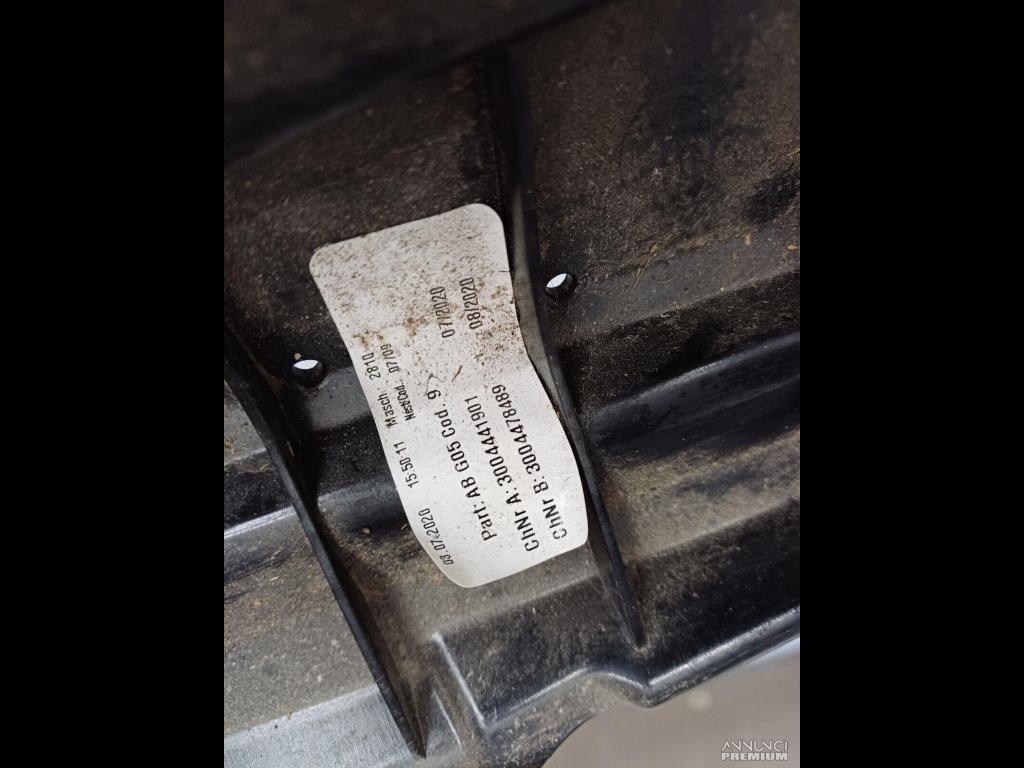 03.07.2020 15:50:11 Masch. 2810
07/09
Part: AB G05 Cod. 9
ChNr A: 3004441901 07/2020
ChNr B: 3004478489 08/2020
ANNUNCI
PREMIUM